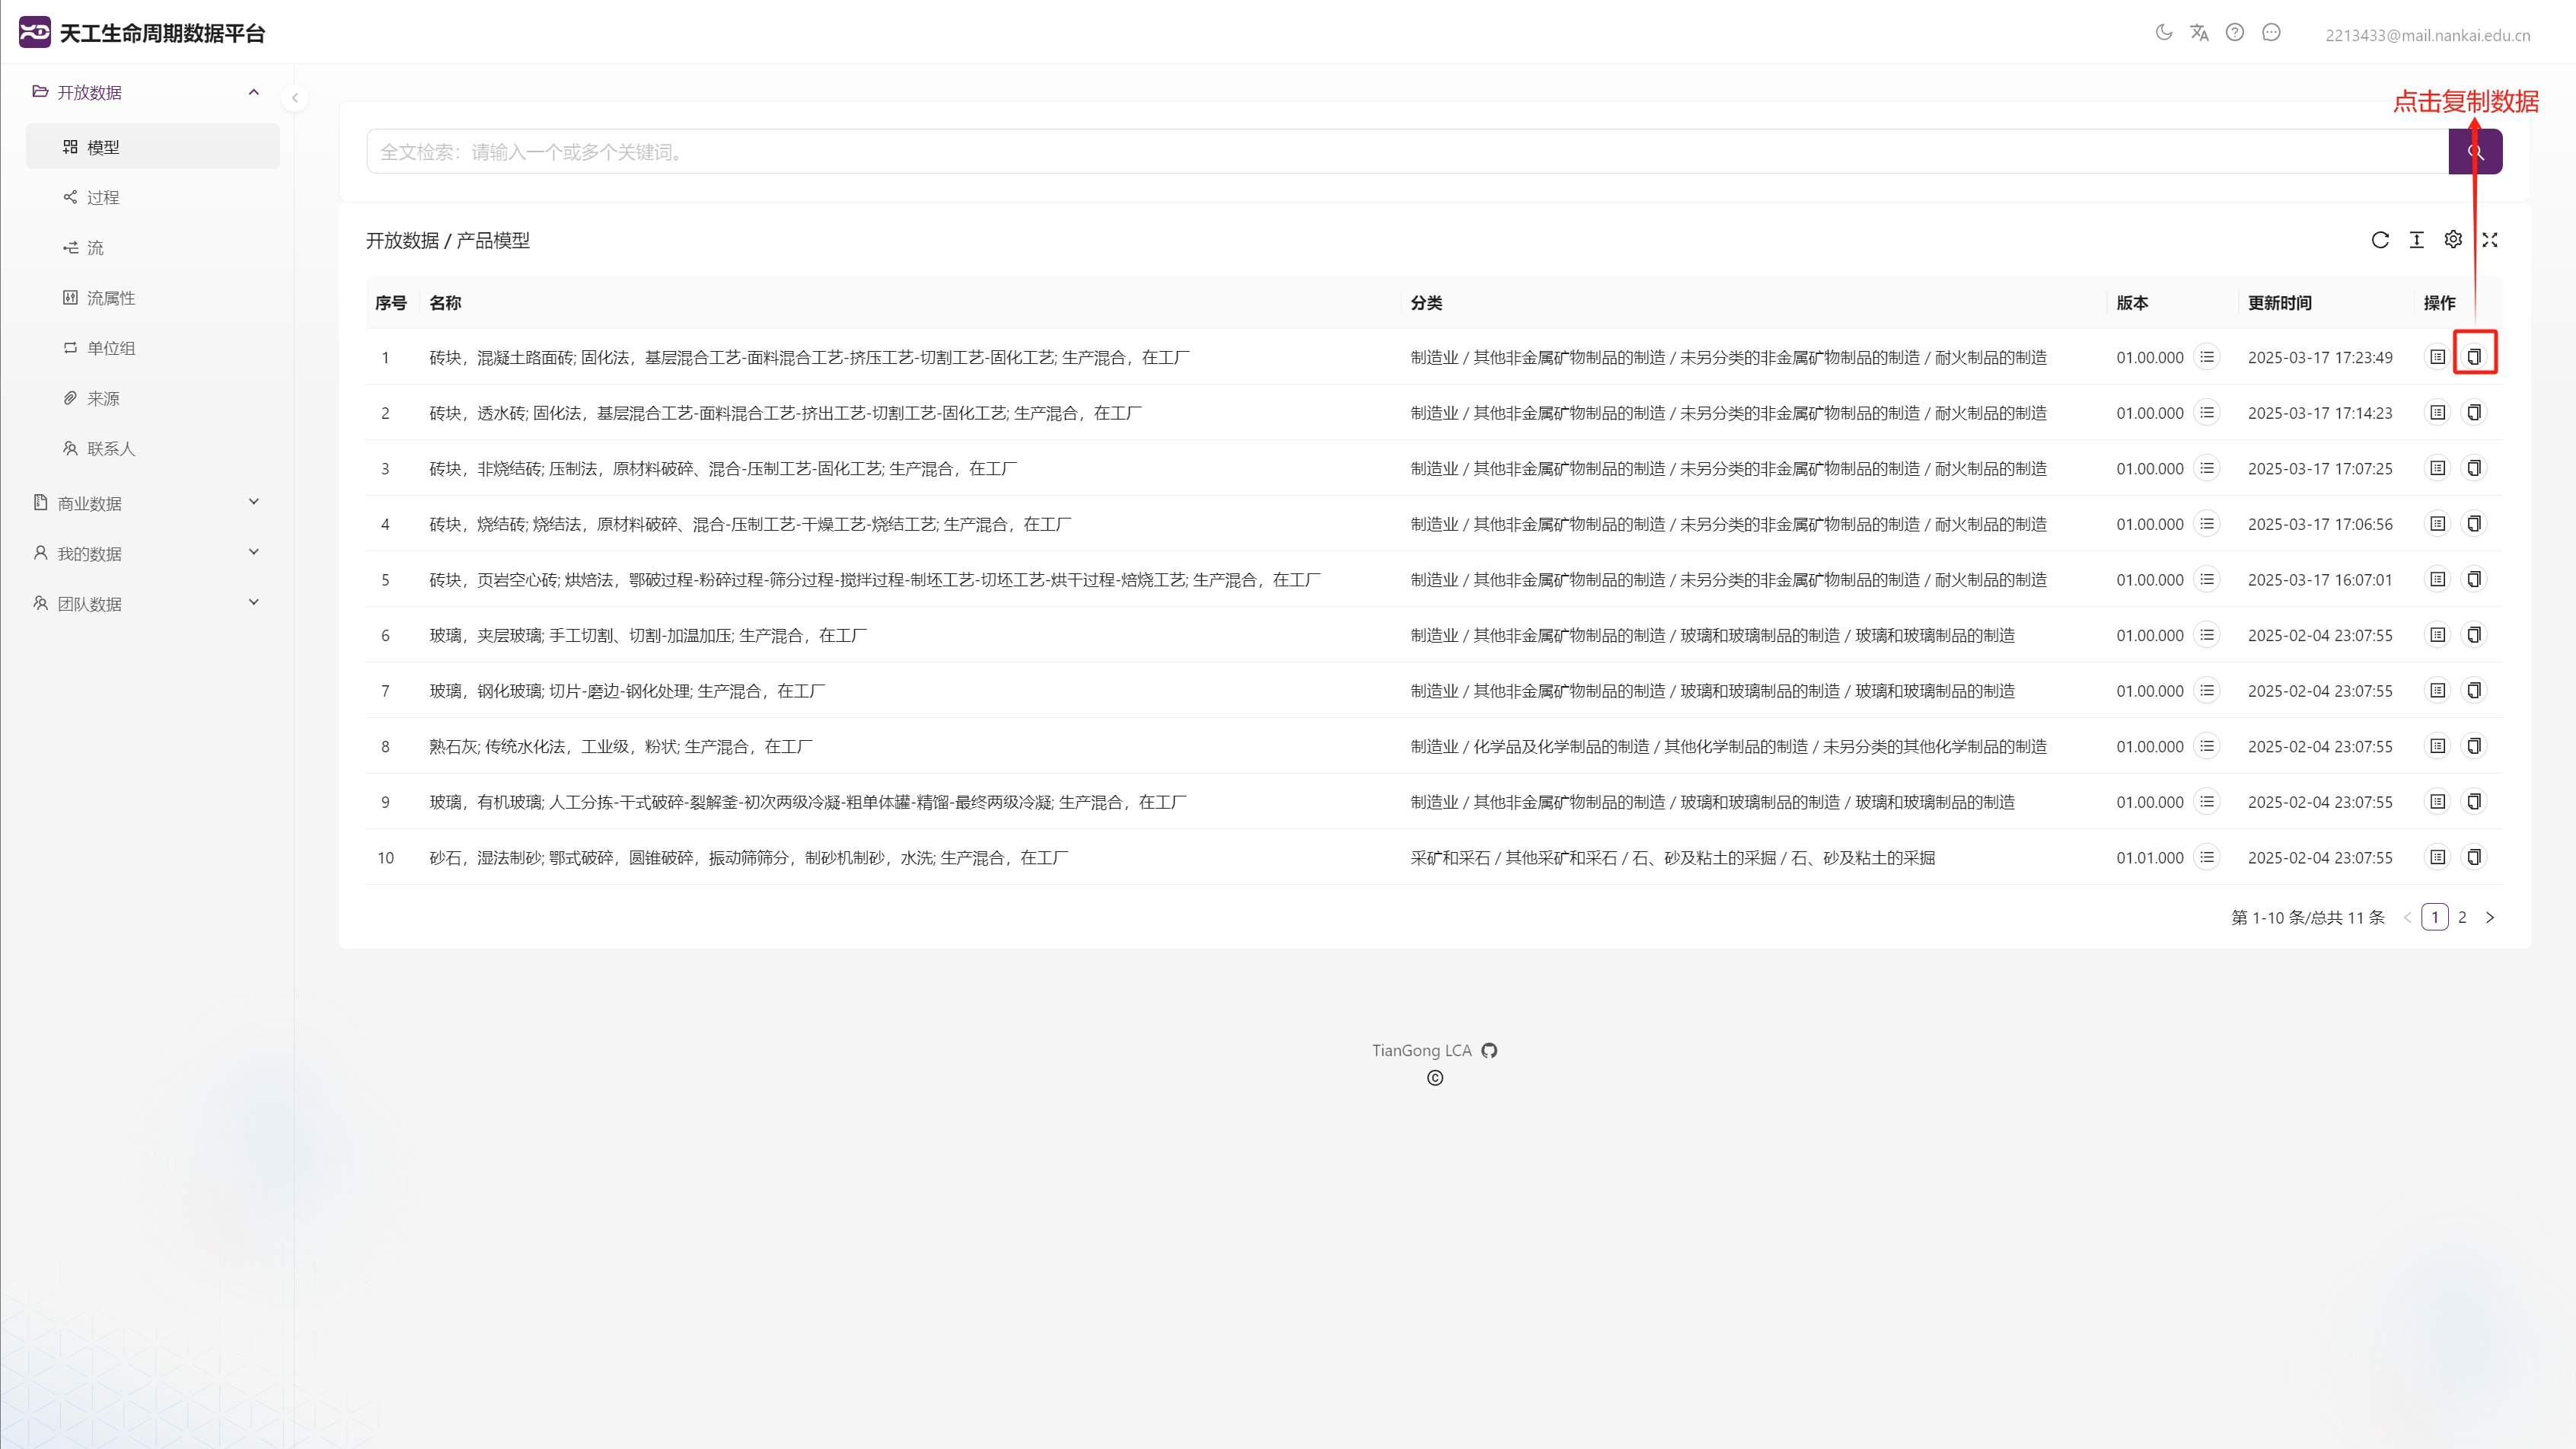 天工生命周期数据平台
2213433@mail.nankai.edu.cn
开放数据
模型
过程
流
流属性
单位组
来源
联系人
商业数据
我的数据
团队数据
点击复制数据
全文检索：请输入一个或多个关键词。
开放数据 / 产品模型
序号 名称 分类 版本 更新时间 操作
1 砖块，混凝土路面砖; 固化法，基层混合工艺-面料混合工艺-挤压工艺-切割工艺-固化工艺; 生产混合，在工厂 制造业 / 其他非金属矿物制品的制造 / 未另分类的非金属矿物制品的制造 / 耐火制品的制造 01.00.000 2025-03-17 17:23:49
2 砖块，透水砖; 固化法，基层混合工艺-面料混合工艺-挤出工艺-切割工艺-固化工艺; 生产混合，在工厂 制造业 / 其他非金属矿物制品的制造 / 未另分类的非金属矿物制品的制造 / 耐火制品的制造 01.00.000 2025-03-17 17:14:23
3 砖块，非烧结砖; 压制法，原材料破碎、混合-压制工艺-固化工艺; 生产混合，在工厂 制造业 / 其他非金属矿物制品的制造 / 未另分类的非金属矿物制品的制造 / 耐火制品的制造 01.00.000 2025-03-17 17:07:25
4 砖块，烧结砖; 烧结法，原材料破碎、混合-压制工艺-干燥工艺-烧结工艺; 生产混合，在工厂 制造业 / 其他非金属矿物制品的制造 / 未另分类的非金属矿物制品的制造 / 耐火制品的制造 01.00.000 2025-03-17 17:06:56
5 砖块，页岩空心砖; 烘焙法，鄂破过程-粉碎过程-筛分过程-搅拌过程-制坯工艺-切坯工艺-烘干过程-焙烧工艺; 生产混合，在工厂 制造业 / 其他非金属矿物制品的制造 / 未另分类的非金属矿物制品的制造 / 耐火制品的制造 01.00.000 2025-03-17 16:07:01
6 玻璃，夹层玻璃; 手工切割、切割-加温加压; 生产混合，在工厂 制造业 / 其他非金属矿物制品的制造 / 玻璃和玻璃制品的制造 / 玻璃和玻璃制品的制造 01.00.000 2025-02-04 23:07:55
7 玻璃，钢化玻璃; 切片-磨边-钢化处理; 生产混合，在工厂 制造业 / 其他非金属矿物制品的制造 / 玻璃和玻璃制品的制造 / 玻璃和玻璃制品的制造 01.00.000 2025-02-04 23:07:55
8 熟石灰; 传统水化法，工业级，粉状; 生产混合，在工厂 制造业 / 化学品及化学制品的制造 / 其他化学制品的制造 / 未另分类的其他化学制品的制造 01.00.000 2025-02-04 23:07:55
9 玻璃，有机玻璃; 人工分拣-干式破碎-裂解釜-初次两级冷凝-粗单体罐-精馏-最终两级冷凝; 生产混合，在工厂 制造业 / 其他非金属矿物制品的制造 / 玻璃和玻璃制品的制造 / 玻璃和玻璃制品的制造 01.00.000 2025-02-04 23:07:55
10 砂石，湿法制砂; 鄂式破碎，圆锥破碎，振动筛筛分，制砂机制砂，水洗; 生产混合，在工厂 采矿和采石 / 其他采矿和采石 / 石、砂及粘土的采掘 / 石、砂及粘土的采掘 01.01.000 2025-02-04 23:07:55
第 1-10 条/总共 11 条 < 1 2 >
TianGong LCA
©